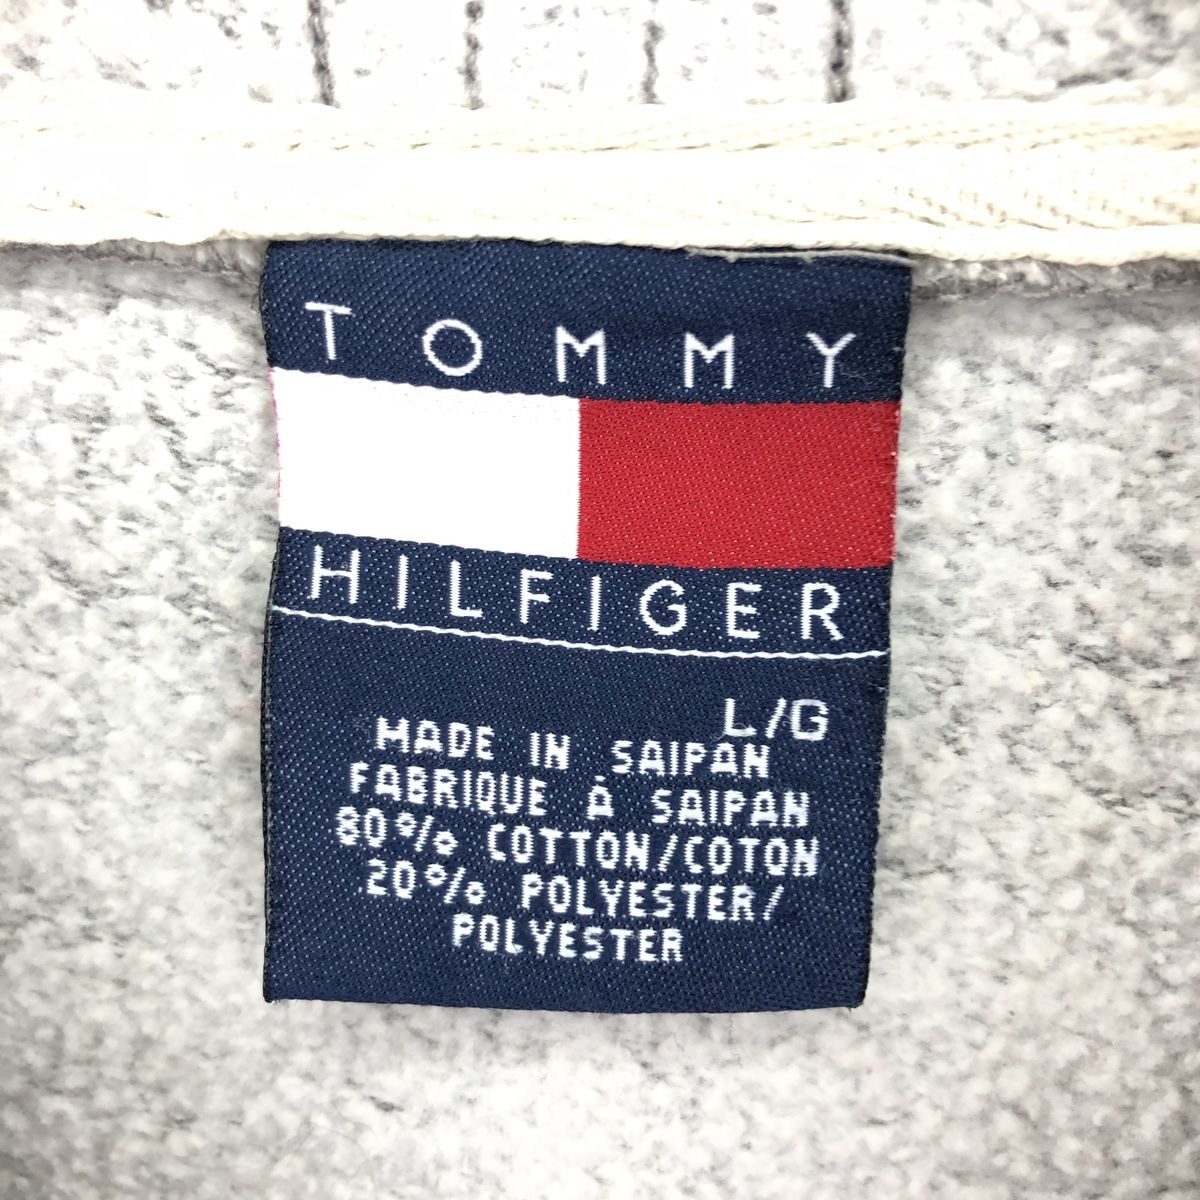 TOMMY
HILFIGER
L/G
MADE IN SAIPAN
FABRIQUE À SAIPAN
80% COTTON/COTON
20% POLYESTER/
POLYESTER